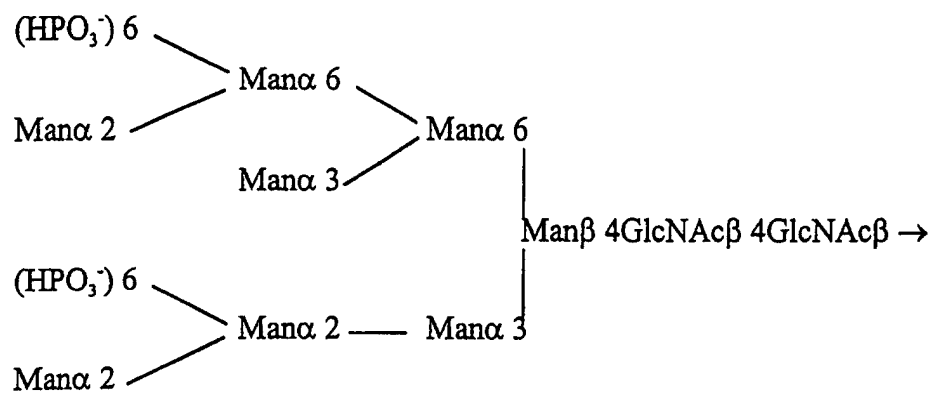 (HPO₃⁻) 6
Manα 6
Manα 2 Manα 6
Manα 3
Manβ 4GlcNAcβ 4GlcNAcβ →
(HPO₃⁻) 6
Manα 2 Manα 3
Manα 2